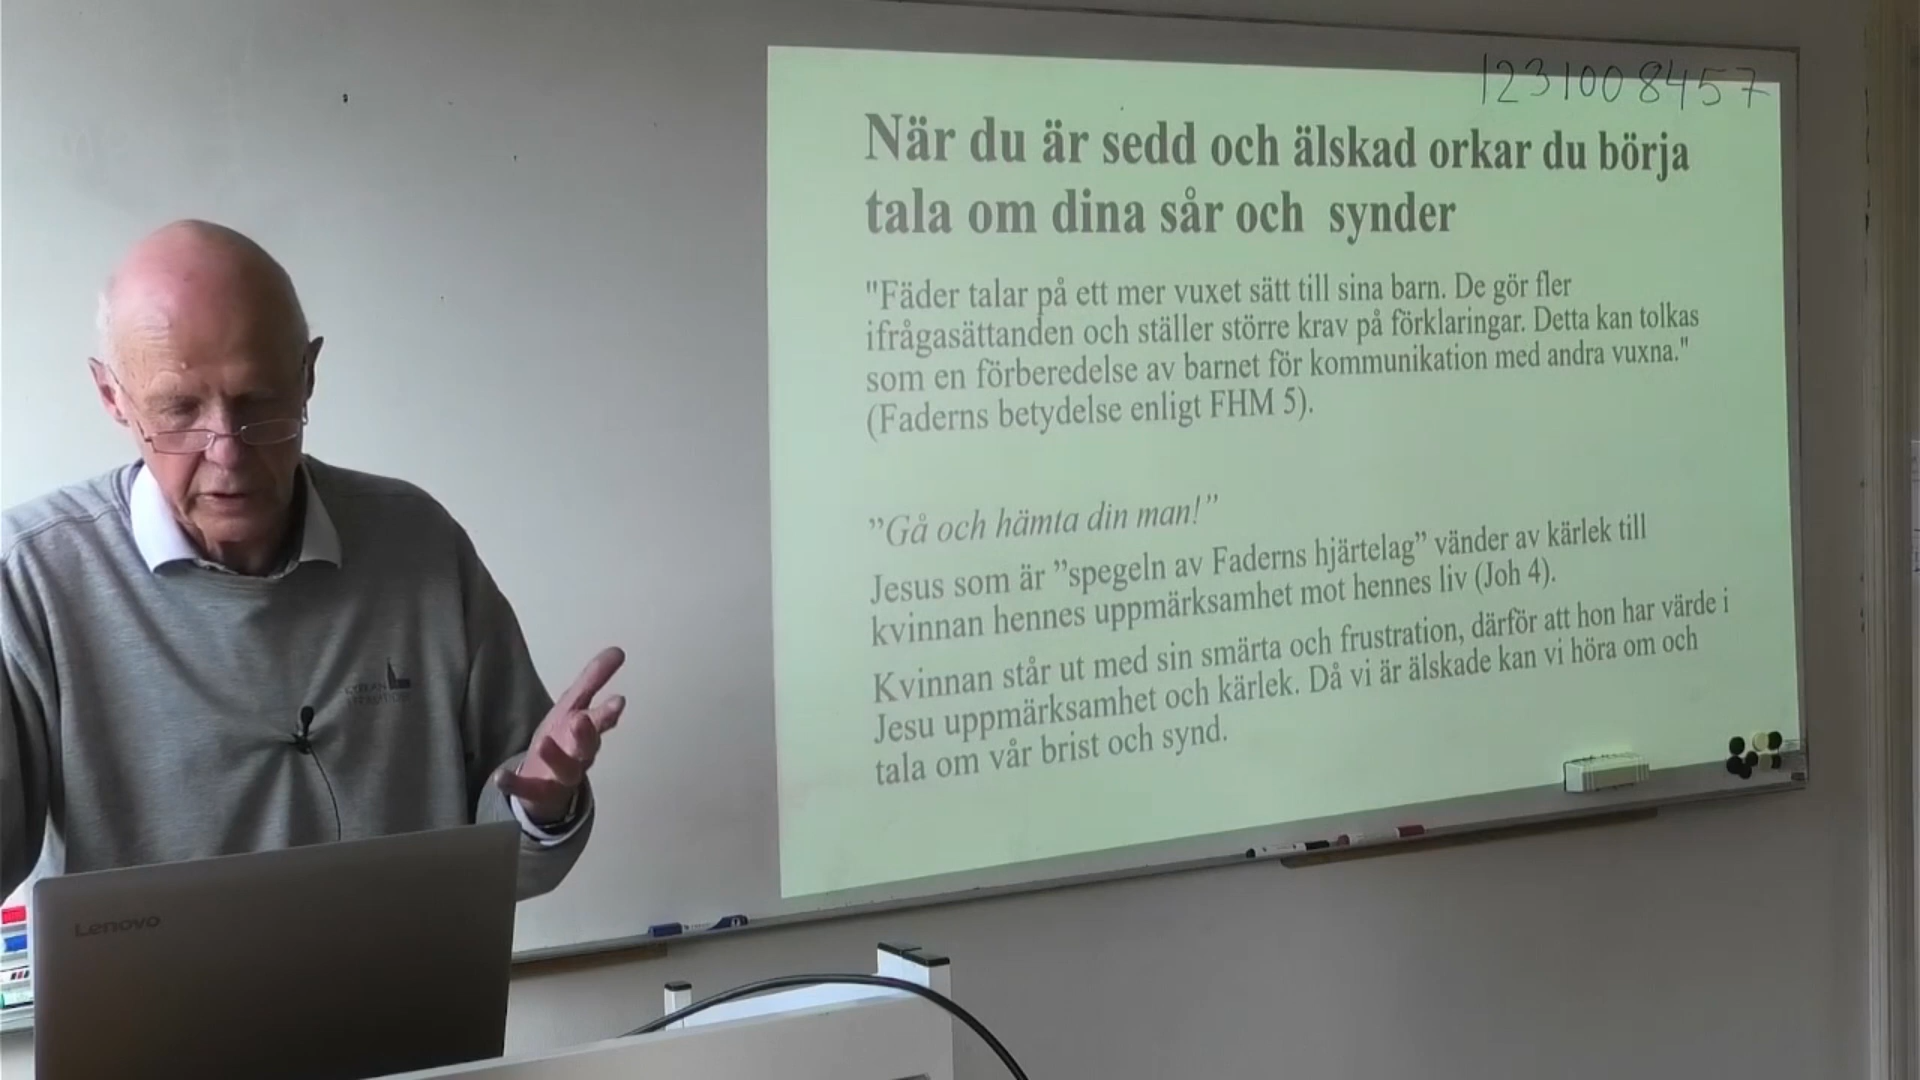 1231008457
När du är sedd och älskad orkar du börja
tala om dina sår och synder
"Fäder talar på ett mer vuxet sätt till sina barn. De gör fler
ifrågasättanden och ställer större krav på förklaringar. Detta kan tolkas
som en förberedelse av barnet för kommunikation med andra vuxna."
(Faderns betydelse enligt FHM 5).
”Gå och hämta din man!”
Jesus som är ”spegeln av Faderns hjärtelag” vänder av kärlek till
kvinnan hennes uppmärksamhet mot hennes liv (Joh 4).
Kvinnan står ut med sin smärta och frustration, därför att hon har värde i
Jesu uppmärksamhet och kärlek. Då vi är älskade kan vi höra om och
tala om vår brist och synd.
Lenovo